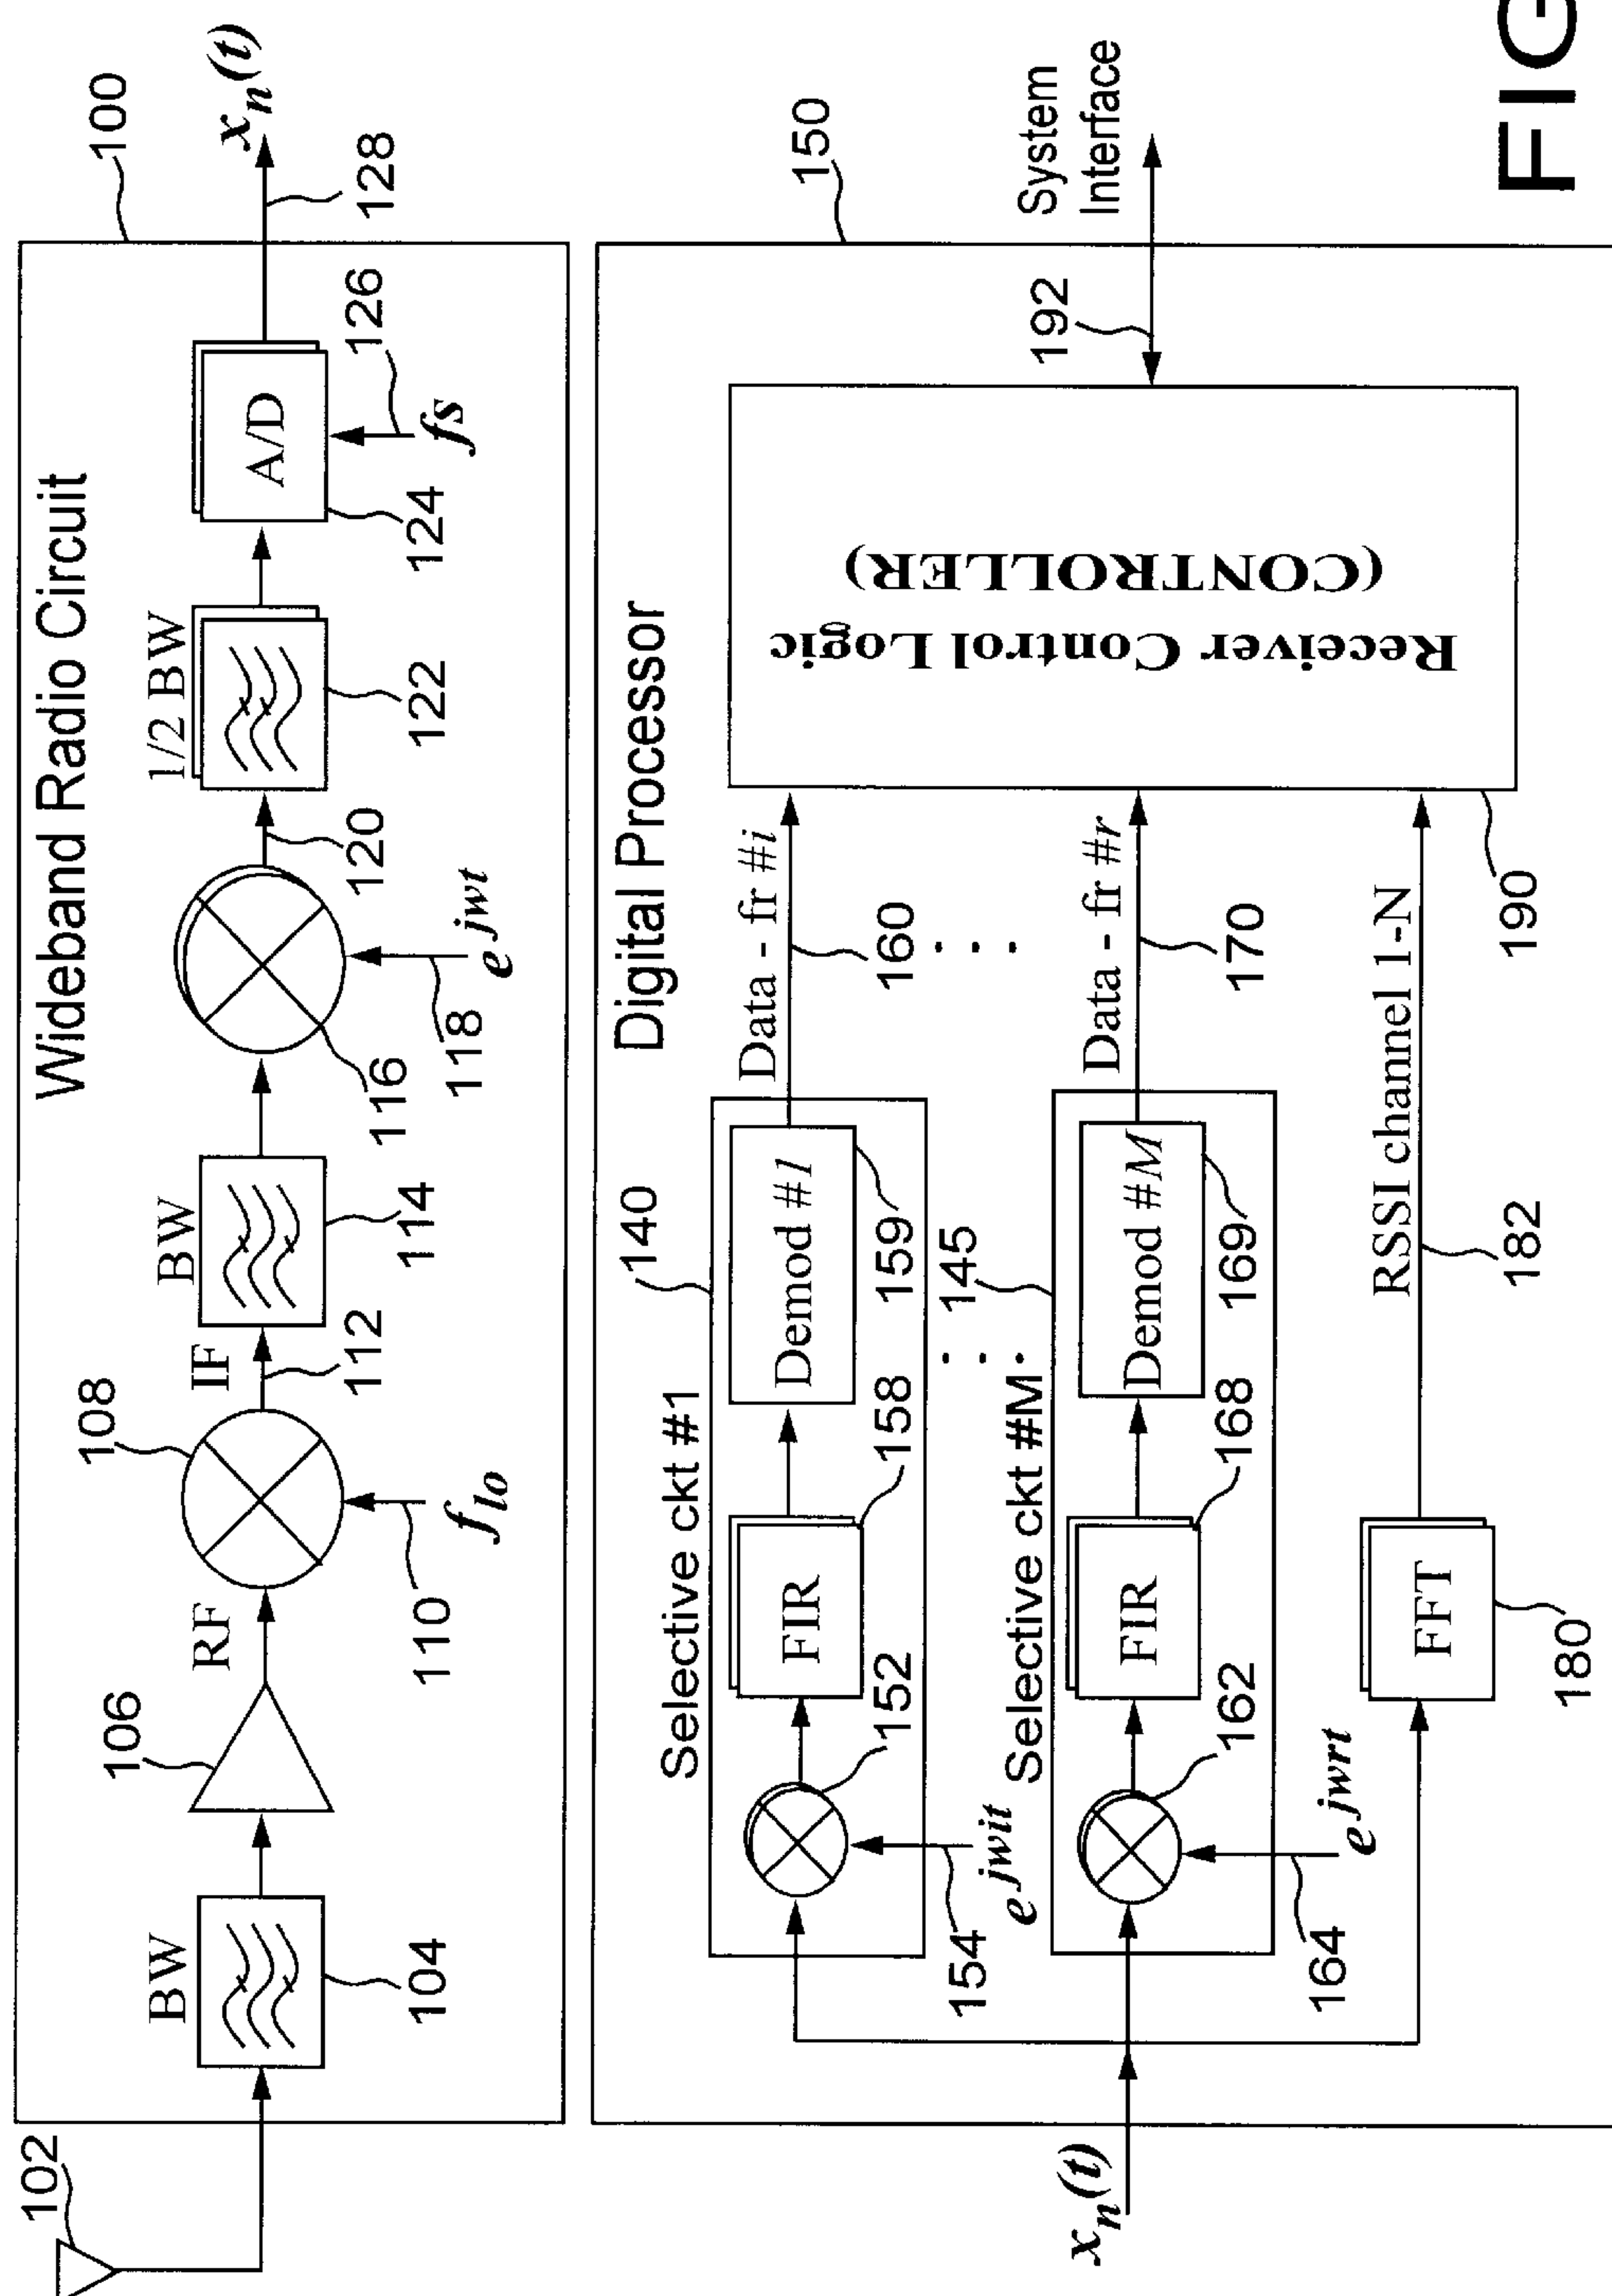 102
Wideband Radio Circuit
100
BW
104
106
RF
108
110
f_lo
IF
112
BW
114
116
118
e^jwt
120
1/2 BW
122
A/D
124
126
fs
128
x_n(t)
Digital Processor
150
x_n(t)
Selective ckt #1
140
152
154
e^jwit
FIR
158
Demod #1
159
Data - fr #i
160
Selective ckt #M
145
162
164
e^jwrt
FIR
168
Demod #M
169
Data - fr #r
170
FFT
180
RSSI channel 1-N
182
Receiver Control Logic
(CONTROLLER)
190
192
System
Interface
FIG